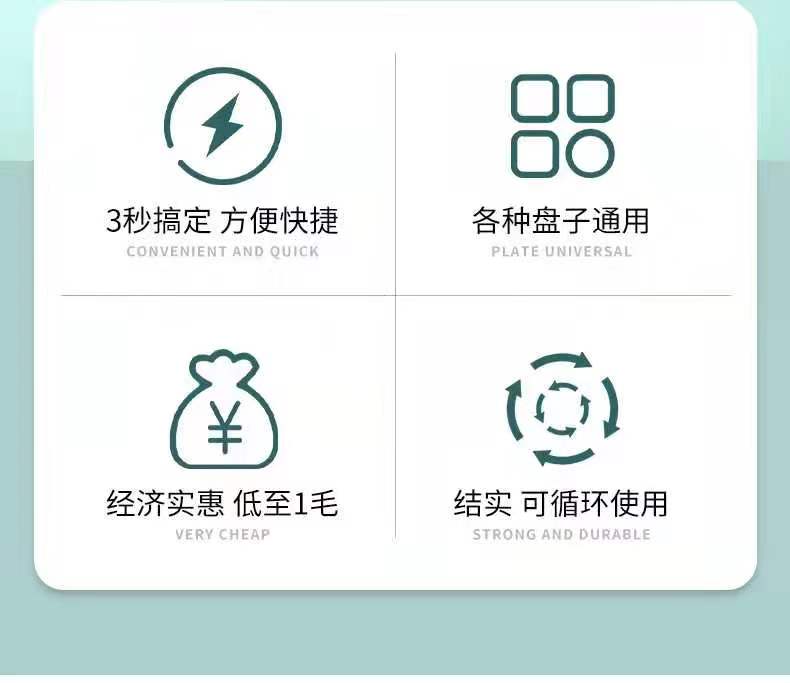 3秒搞定 方便快捷
CONVENIENT AND QUICK
各种盘子通用
PLATE UNIVERSAL
¥
经济实惠 低至1毛
VERY CHEAP
结实 可循环使用
STRONG AND DURABLE